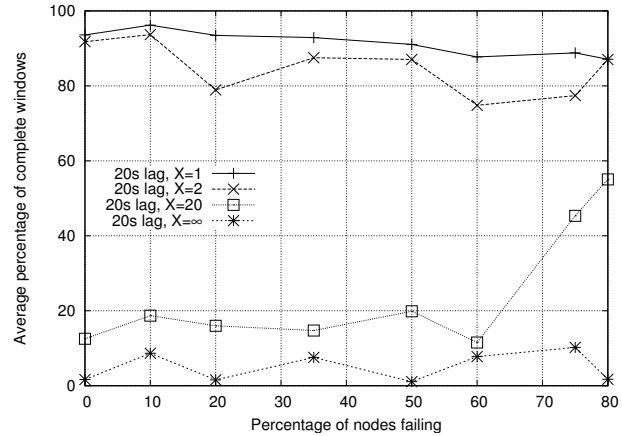 100
80
60
40
20
0
Average percentage of complete windows
20s lag, X=1
20s lag, X=2
20s lag, X=20
20s lag, X=∞
0 10 20 30 40 50 60 70 80
Percentage of nodes failing